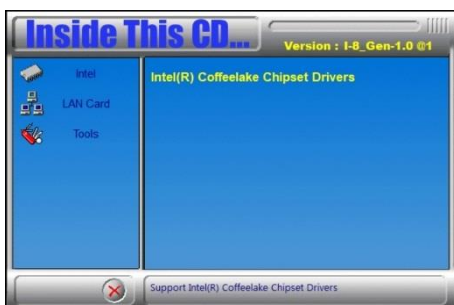 Inside This CD...
Version : I-8_Gen-1.0 @1
Intel
LAN Card
Tools
Intel(R) Coffeelake Chipset Drivers
Support Intel(R) Coffeelake Chipset Drivers